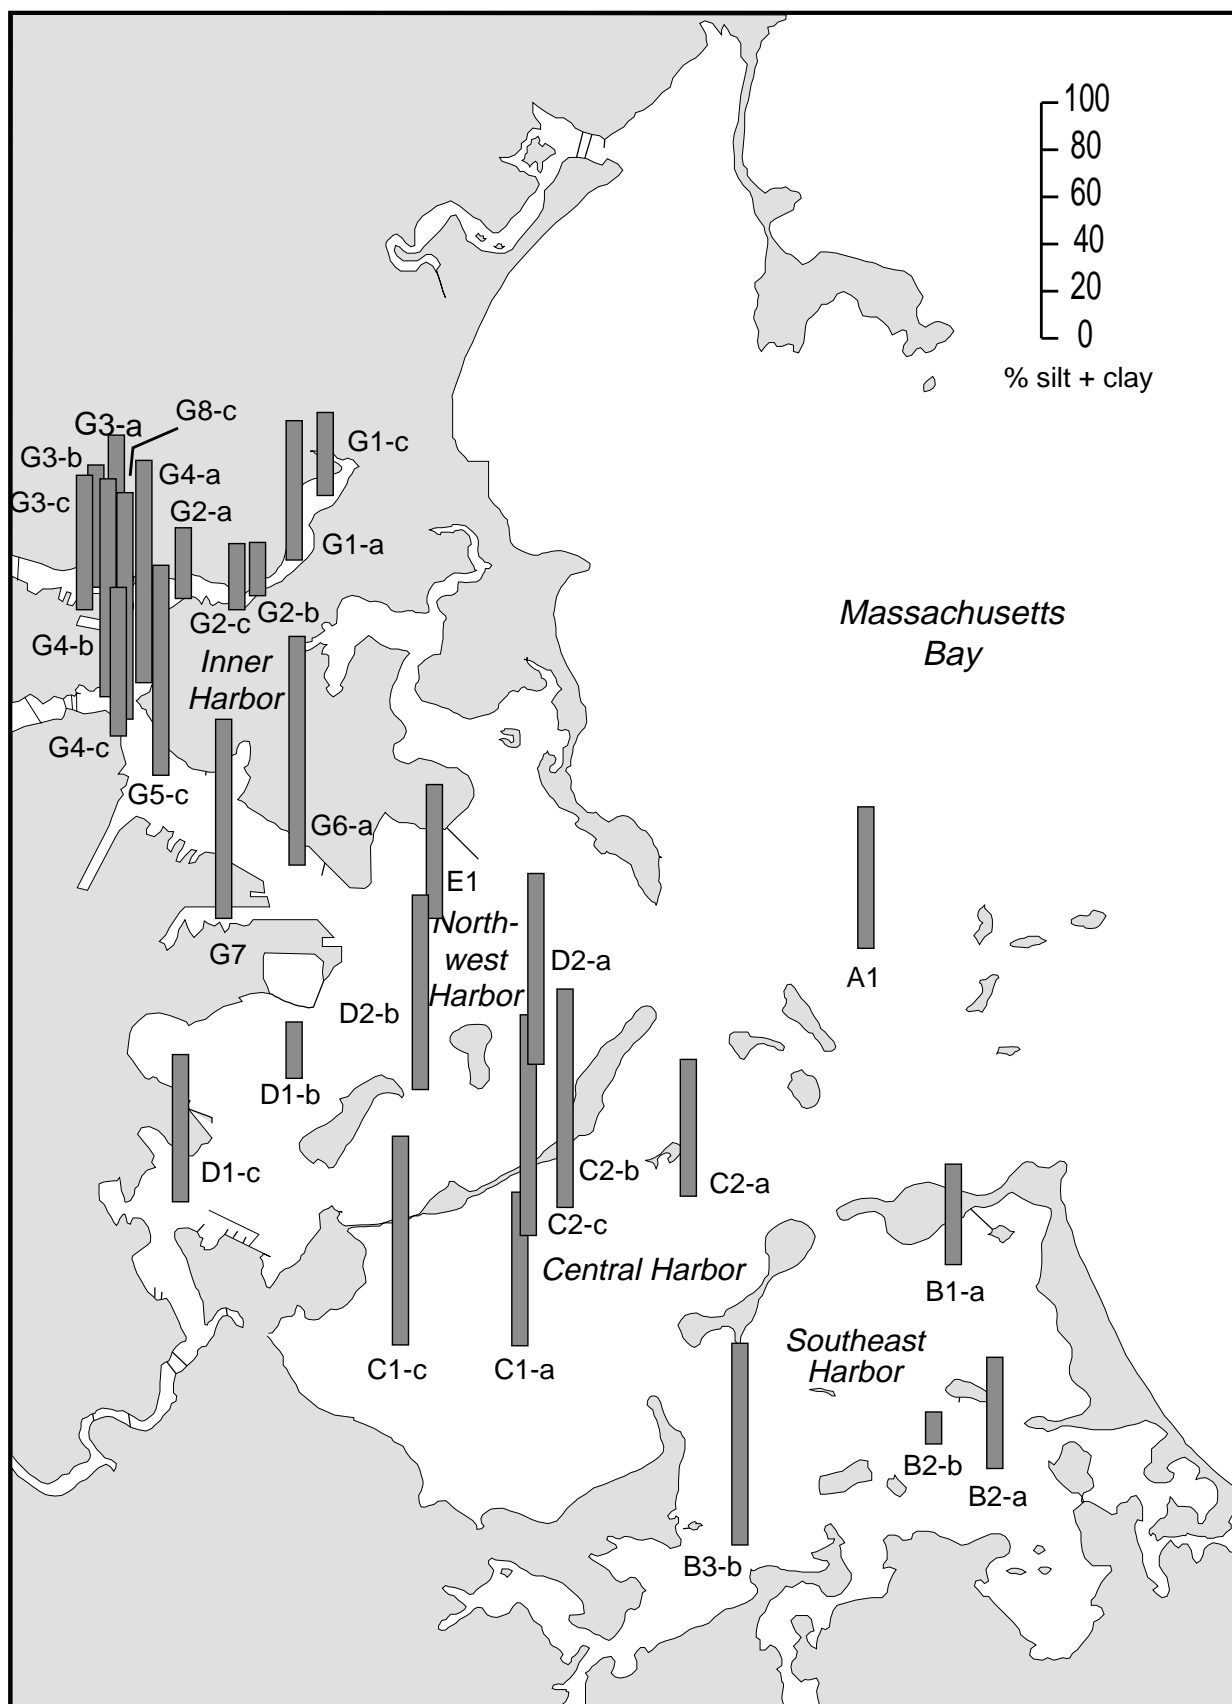 100
80
60
40
20
0
% silt + clay
G8-c
G3-a
G3-b
G4-a
G3-c
G1-c
G2-a
G1-a
G2-b
G2-c
G4-b
Inner
Harbor
Massachusetts
Bay
G4-c
G5-c
G6-a
E1
North-
west
Harbor
G7
D2-a
A1
D2-b
D1-b
D1-c
C2-b
C2-a
C2-c
Central Harbor
B1-a
Southeast
Harbor
C1-c
C1-a
B2-b
B2-a
B3-b